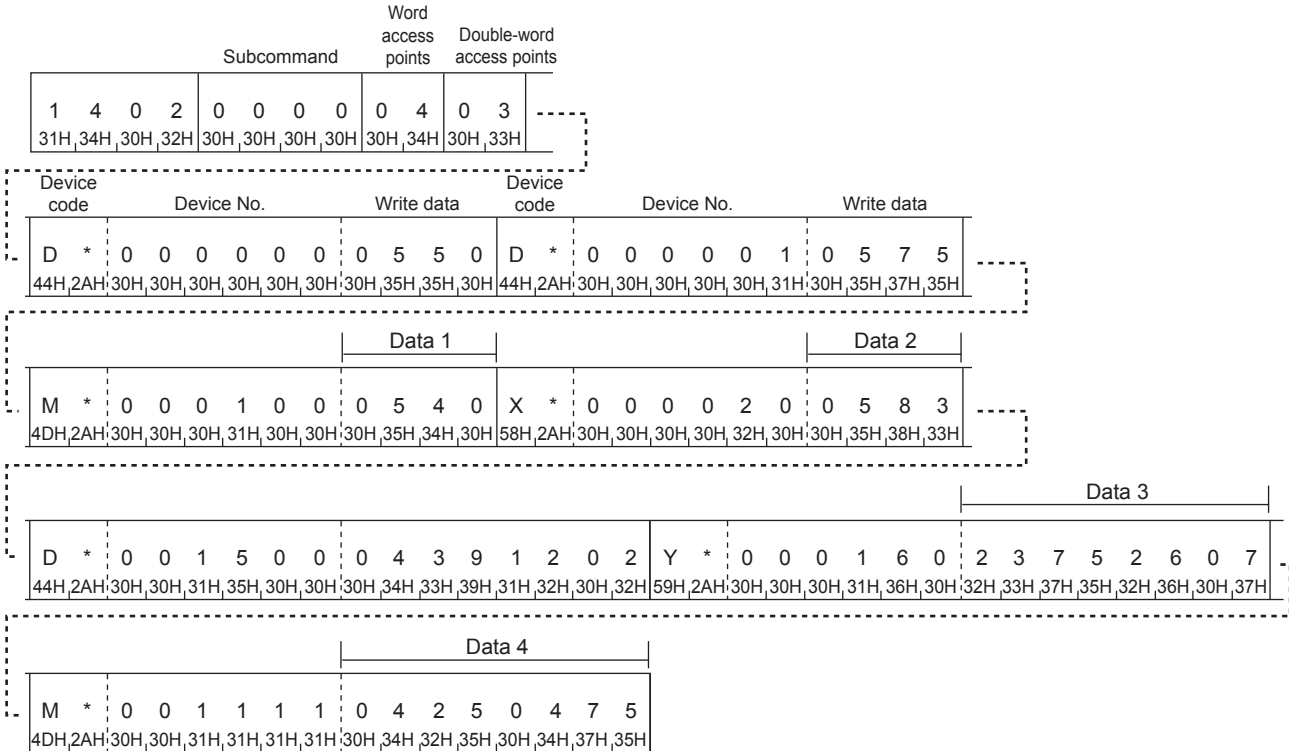 Word access points
Double-word access points
Subcommand
1 4 0 2 0 0 0 0 0 4 0 3
31H 34H 30H 32H 30H 30H 30H 30H 30H 34H 30H 33H
Device code Device No. Write data Device code Device No. Write data
D * 0 0 0 0 0 0 0 5 5 0 D * 0 0 0 0 0 1 0 5 7 5
44H 2AH 30H 30H 30H 30H 30H 30H 30H 35H 35H 30H 44H 2AH 30H 30H 30H 30H 30H 31H 30H 35H 37H 35H
Data 1 Data 2
M * 0 0 0 1 0 0 0 5 4 0 X * 0 0 0 0 2 0 0 5 8 3
4DH 2AH 30H 30H 30H 31H 30H 30H 30H 35H 34H 30H 58H 2AH 30H 30H 30H 30H 32H 30H 30H 35H 38H 33H
Data 3
D * 0 0 1 5 0 0 0 4 3 9 1 2 0 2 Y * 0 0 0 1 6 0 2 3 7 5 2 6 0 7
44H 2AH 30H 30H 31H 35H 30H 30H 30H 34H 33H 39H 31H 32H 30H 32H 59H 2AH 30H 30H 30H 31H 36H 30H 32H 33H 37H 35H 32H 36H 30H 37H
Data 4
M * 0 0 1 1 1 1 0 4 2 5 0 4 7 5
4DH 2AH 30H 30H 31H 31H 31H 31H 30H 34H 32H 35H 30H 34H 37H 35H